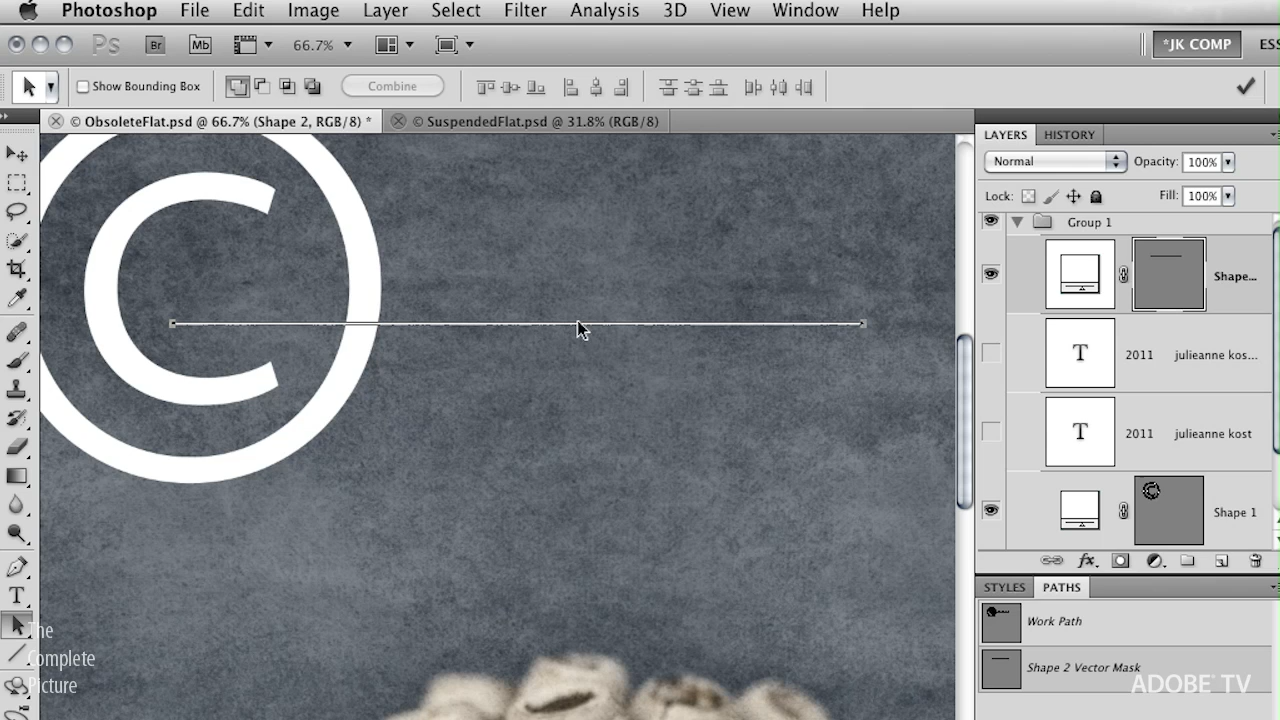 Photoshop File Edit Image Layer Select Filter Analysis 3D View Window Help
Ps Br Mb 66.7% *JK COMP ESS
Show Bounding Box Combine
© ObsoleteFlat.psd @ 66.7% (Shape 2, RGB/8) * © SuspendedFlat.psd @ 31.8% (RGB/8)
LAYERS HISTORY
Normal Opacity: 100%
Lock: Fill: 100%
Group 1
Shape...
T 2011 julieanne kos...
T 2011 julieanne kost
Shape 1
fx.
STYLES PATHS
Work Path
Shape 2 Vector Mask
©
T
The
Complete
Picture
ADOBE® TV